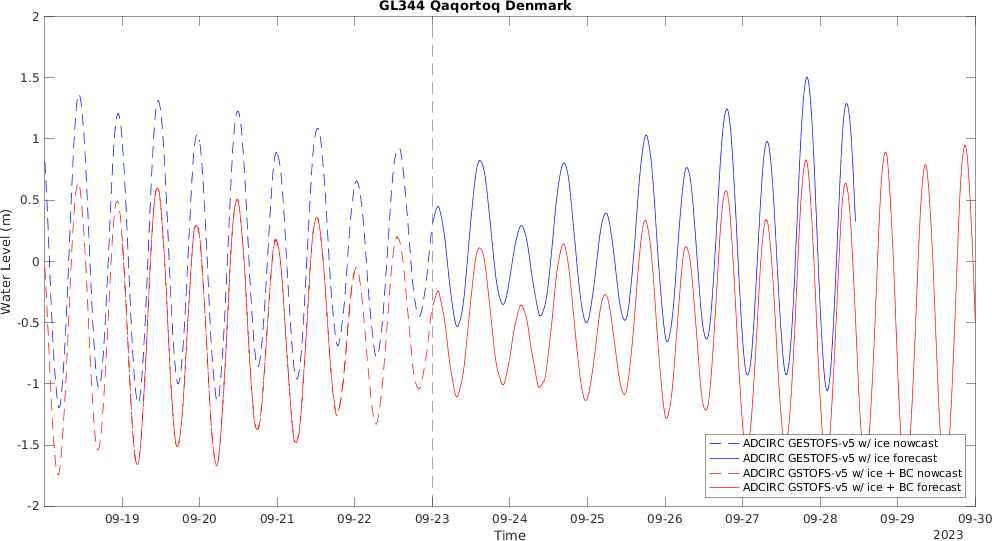 GL344 Qaqortoq Denmark
2
1.5
1
0.5
0
-0.5
-1
-1.5
-2
Water Level (m)
ADCIRC GESTOFS-v5 w/ ice nowcast
ADCIRC GESTOFS-v5 w/ ice forecast
ADCIRC GSTOFS-v5 w/ ice + BC nowcast
ADCIRC GSTOFS-v5 w/ ice + BC forecast
09-19 09-20 09-21 09-22 09-23 09-24 09-25 09-26 09-27 09-28 09-29 09-30
Time
2023